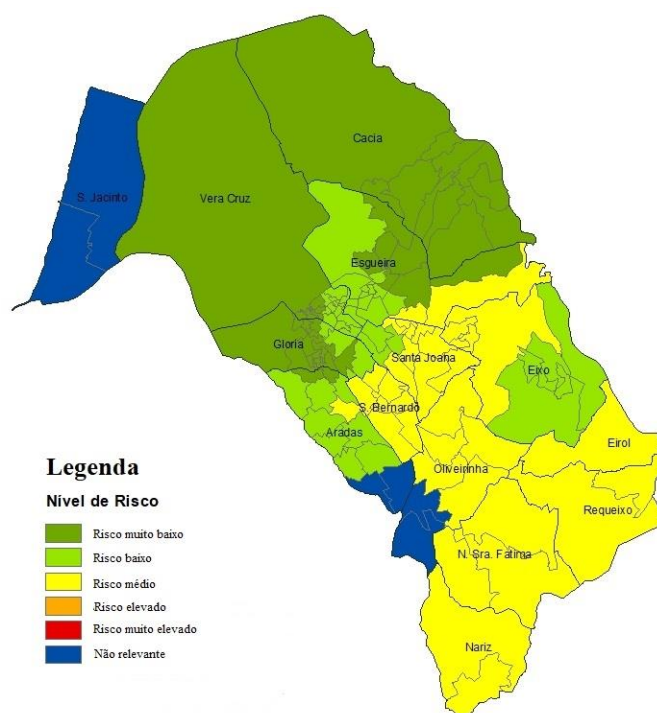 Cacia
S. Jacinto
Vera Cruz
Esgueira
Gloria
Santa Joana
Eixo
S. Bernardo
Aradas
Eirol
Oliveirinha
Requeixo
N. Sra. Fatima
Nariz
Legenda
Nível de Risco
Risco muito baixo
Risco baixo
Risco médio
Risco elevado
Risco muito elevado
Não relevante